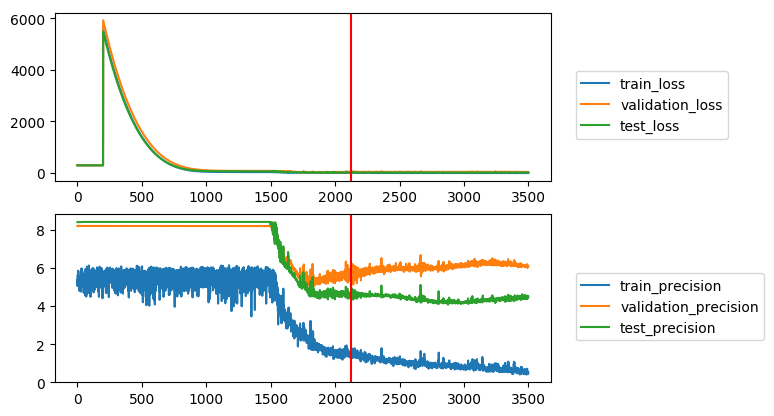 6000
4000
2000
0
0 500 1000 1500 2000 2500 3000 3500
train_loss
validation_loss
test_loss
8
6
4
2
0
0 500 1000 1500 2000 2500 3000 3500
train_precision
validation_precision
test_precision